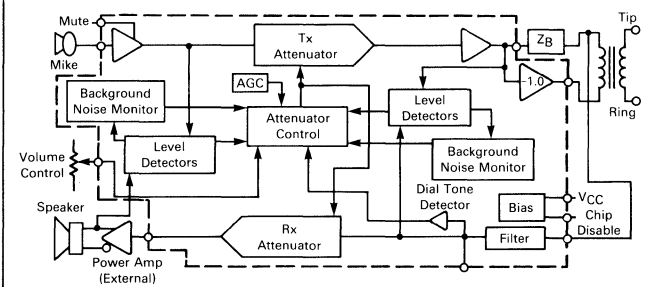 Mute
Mike
Tx
Attenuator
ZB
Tip
Ring
-1.0
AGC
Background
Noise Monitor
Level
Detectors
Attenuator
Control
Level
Detectors
Background
Noise Monitor
Volume
Control
Dial Tone
Detector
Speaker
Power Amp
(External)
Rx
Attenuator
Bias
VCC
Chip
Disable
Filter